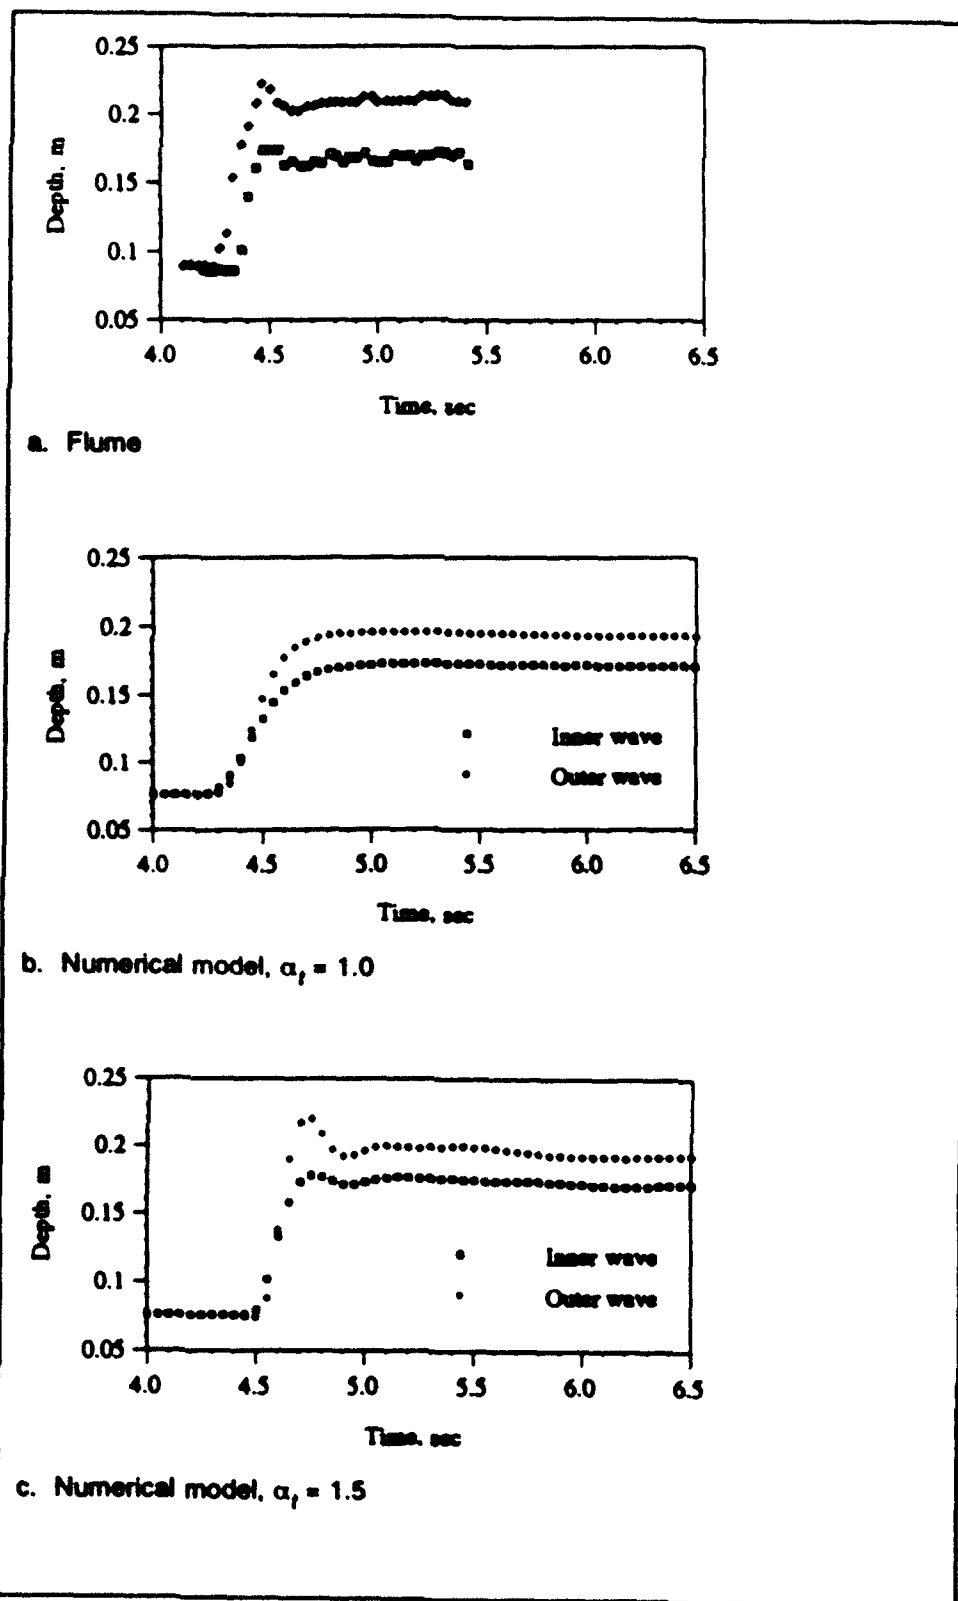 0.25
0.2
0.15
0.1
0.05
Depth, m
4.0 4.5 5.0 5.5 6.0 6.5
Time, sec
a. Flume
0.25
0.2
0.15
0.1
0.05
Depth, m
Inner wave
Outer wave
4.0 4.5 5.0 5.5 6.0 6.5
Time, sec
b. Numerical model, αₜ = 1.0
0.25
0.2
0.15
0.1
0.05
Depth, m
Inner wave
Outer wave
4.0 4.5 5.0 5.5 6.0 6.5
Time, sec
c. Numerical model, αₜ = 1.5